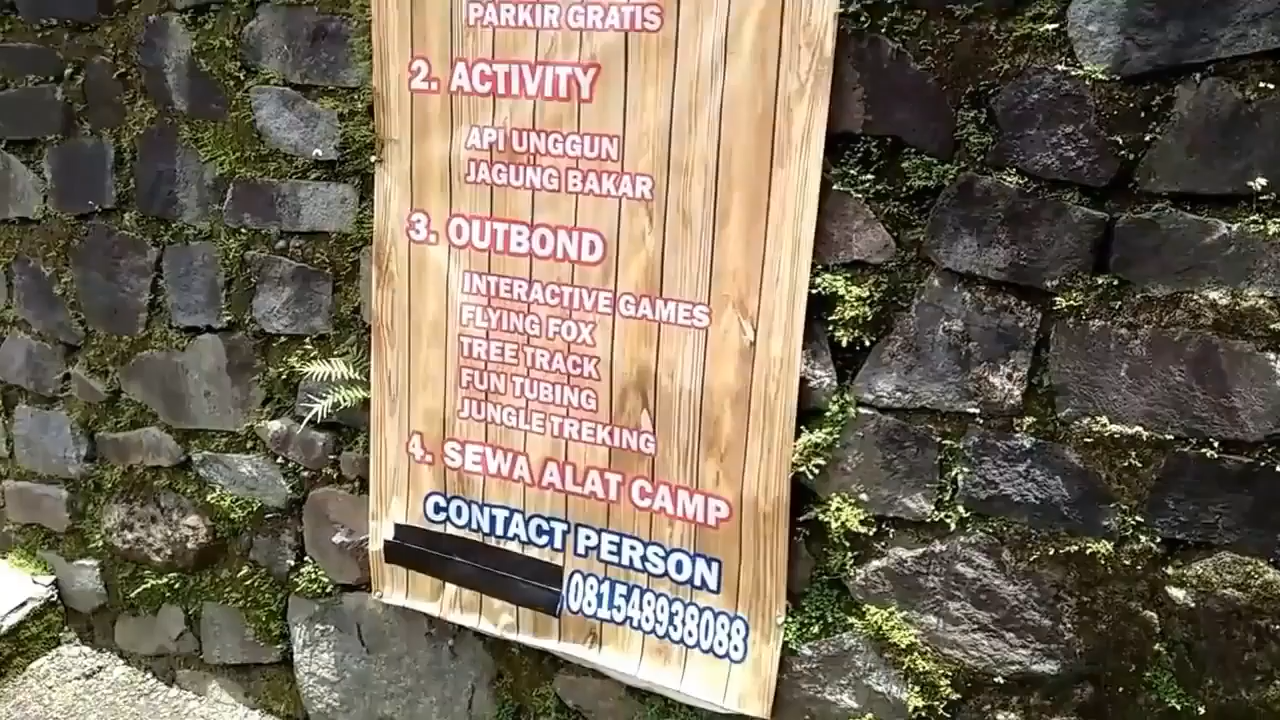 PARKIR GRATIS
2. ACTIVITY
API UNGGUN
JAGUNG BAKAR
3. OUTBOND
INTERACTIVE GAMES
FLYING FOX
TREE TRACK
FUN TUBING
JUNGLE TREKING
4. SEWA ALAT CAMP
CONTACT PERSON
081548938088